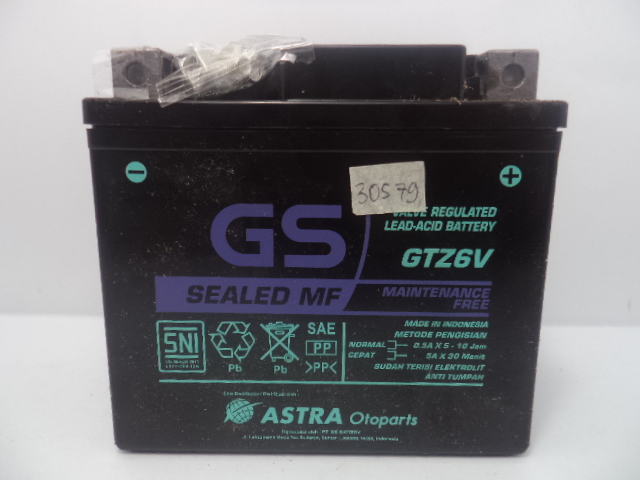 30579
VALVE REGULATED
LEAD-ACID BATTERY
GS
GTZ6V
SEALED MF
MAINTENANCE
FREE
MADE IN INDONESIA
METODE PENGISIAN
NORMAL 0.5A X 5 - 10 Jam
CEPAT 5A X 30 Menit
SUDAH TERISI ELEKTROLIT
ANTI TUMPAH
SNI
Pb
Pb
SAE
PP
>PP<
ASTRA Otoparts